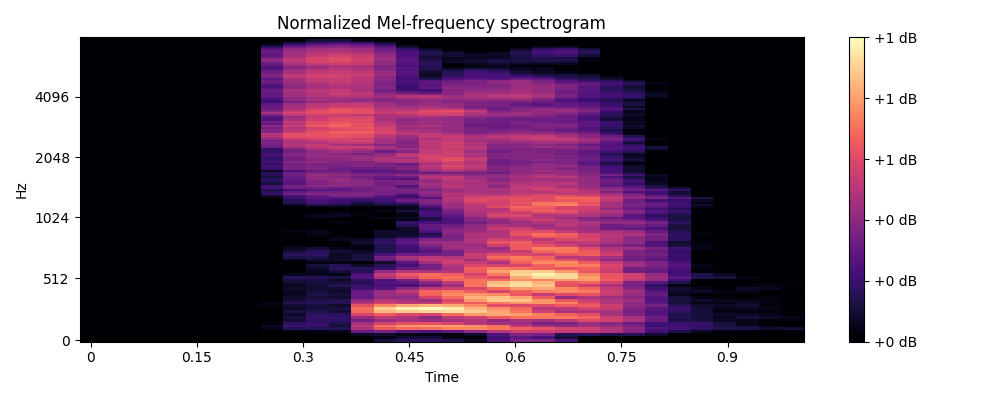 Normalized Mel-frequency spectrogram
Hz
4096
2048
1024
512
0
0 0.15 0.3 0.45 0.6 0.75 0.9
Time
+1 dB
+1 dB
+1 dB
+0 dB
+0 dB
+0 dB